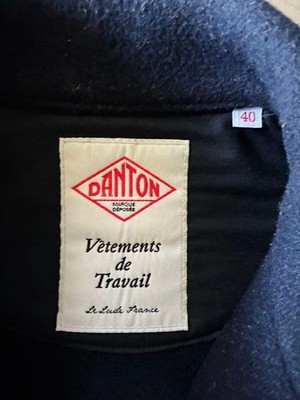 40
DANTON
MARQUE
DÉPOSÉE
Vêtements
de
Travail
Le Lude France